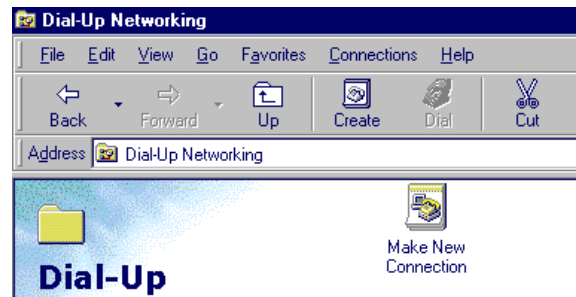 Dial-Up Networking
File Edit View Go Favorites Connections Help
Back Forward Up Create Dial Cut
Address Dial-Up Networking
Make New
Connection
Dial-Up